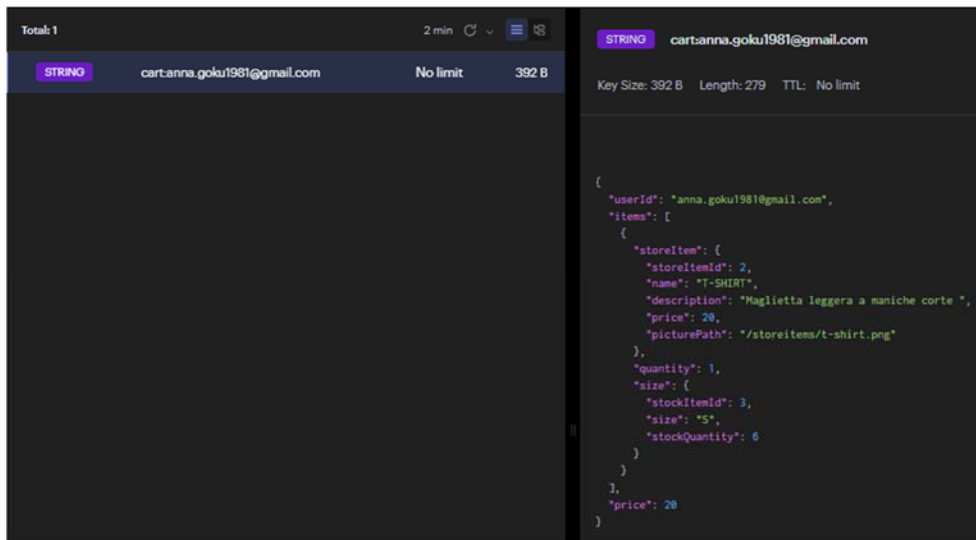 Total: 1
2 min
STRING cart:anna.goku1981@gmail.com No limit 392 B
STRING cart:anna.goku1981@gmail.com
Key Size: 392 B Length: 279 TTL: No limit
{
"userId": "anna.goku1981@gmail.com",
"items": [
{
"storeItem": {
"storeItemId": 2,
"name": "T-SHIRT",
"description": "Maglietta leggera a maniche corte ",
"price": 20,
"picturePath": "/storeitems/t-shirt.png"
},
"quantity": 1,
"size": {
"stockItemId": 3,
"size": "S",
"stockQuantity": 6
}
}
],
"price": 20
}